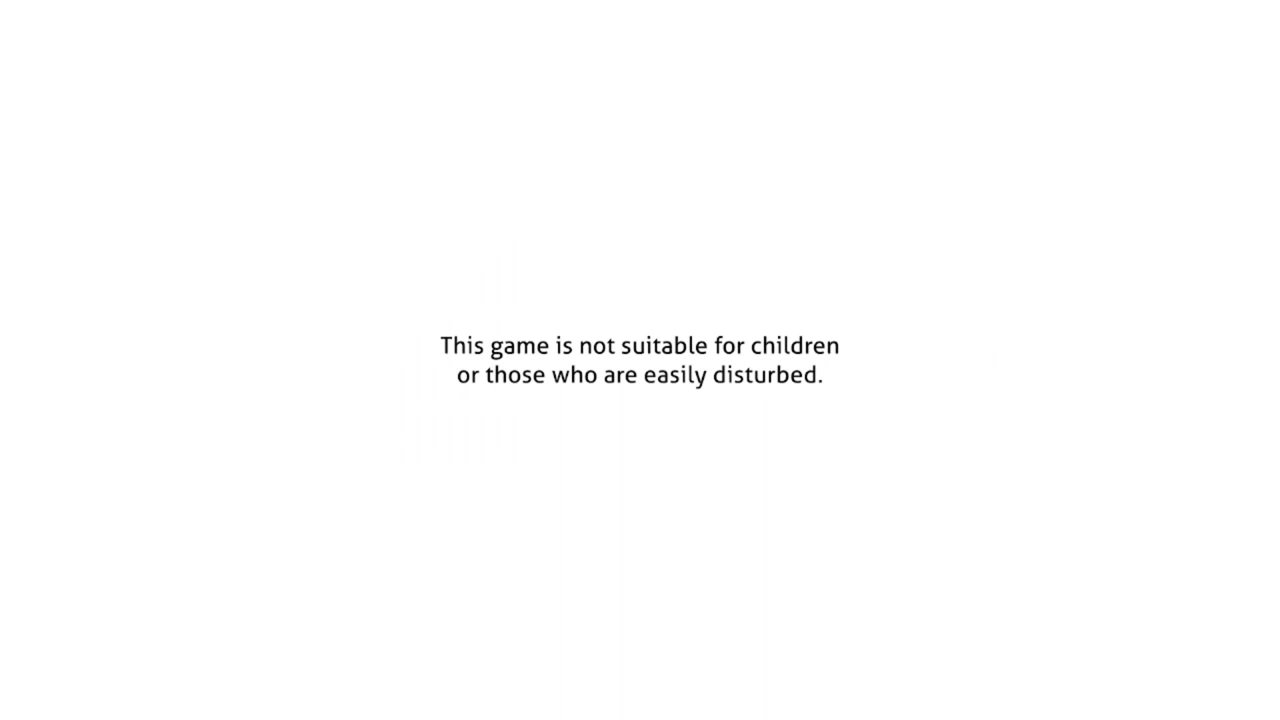 This game is not suitable for children
or those who are easily disturbed.